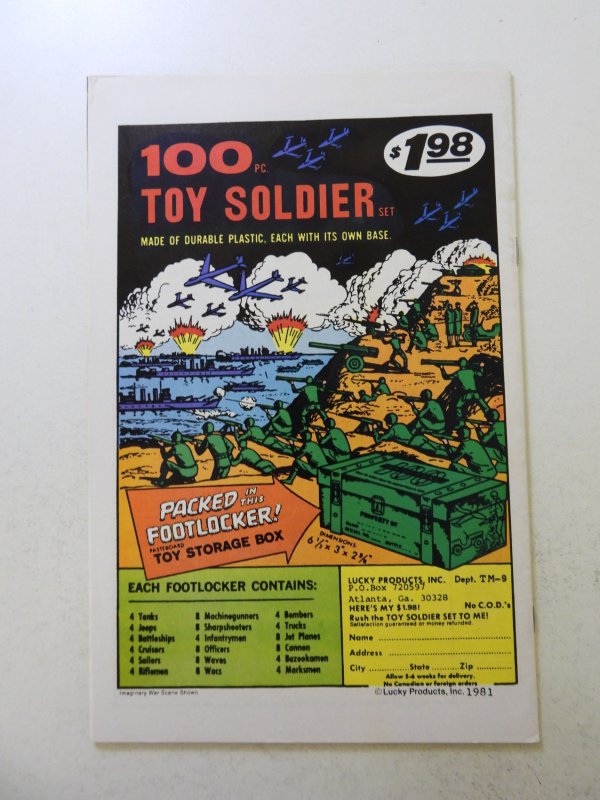 $1.98
100 PC.
TOY SOLDIER SET
MADE OF DURABLE PLASTIC, EACH WITH ITS OWN BASE.
PACKED IN THIS
FOOTLOCKER!
PASTEBOARD
TOY STORAGE BOX
PROPERTY OF
DIMENSIONS:
6½" x 3" x 2⅜"
EACH FOOTLOCKER CONTAINS:
4 Tanks
4 Jeeps
4 Battleships
4 Cruisers
4 Sailors
4 Riflemen
8 Machinegunners
8 Sharpshooters
4 Infantrymen
8 Officers
8 Waves
8 Wacs
4 Bombers
4 Trucks
8 Jet Planes
8 Cannon
4 Bazookamen
4 Marksmen
LUCKY PRODUCTS, INC. Dept. TM-9
P.O.Box 720597
Atlanta, Ga. 30328
HERE'S MY $1.98! No C.O.D.'s
Rush the TOY SOLDIER SET TO ME!
Satisfaction guaranteed or money refunded.
Name
Address
City State Zip
Allow 5-6 weeks for delivery.
No Canadian or foreign orders
Imaginary War Scene Shown
©Lucky Products, Inc. 1981